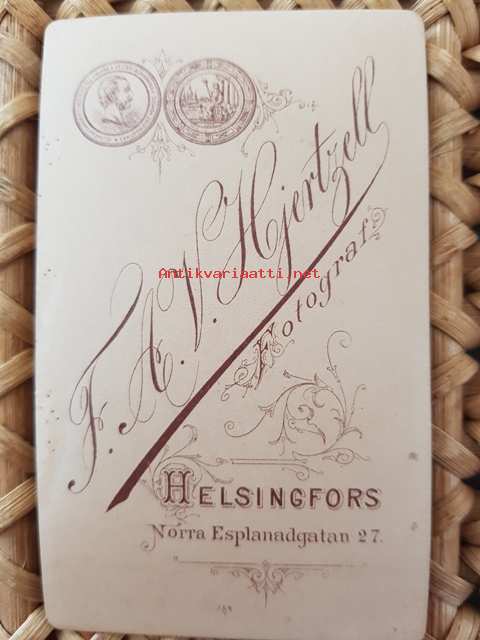 F. A. V. Hjertzell
Fotograf
Antikvariaatti.net
HELSINGFORS
Norra Esplanadgatan 27.